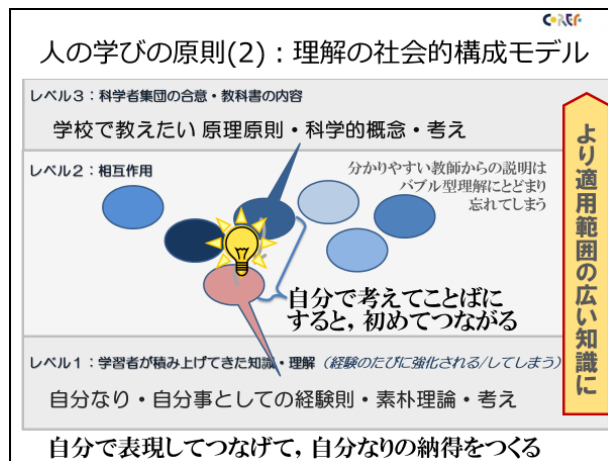 CoREF
人の学びの原則(2):理解の社会的構成モデル
レベル3:科学者集団の合意・教科書の内容
学校で教えたい 原理原則・科学的概念・考え
レベル2:相互作用
分かりやすい教師からの説明は
バブル型理解にとどまり
忘れてしまう
自分で考えてことばに
すると,初めてつながる
レベル1:学習者が積み上げてきた知識・理解(経験のたびに強化される/してしまう)
自分なり・自分事としての経験則・素朴理論・考え
より適用範囲の広い知識に
自分で表現してつなげて,自分なりの納得をつくる